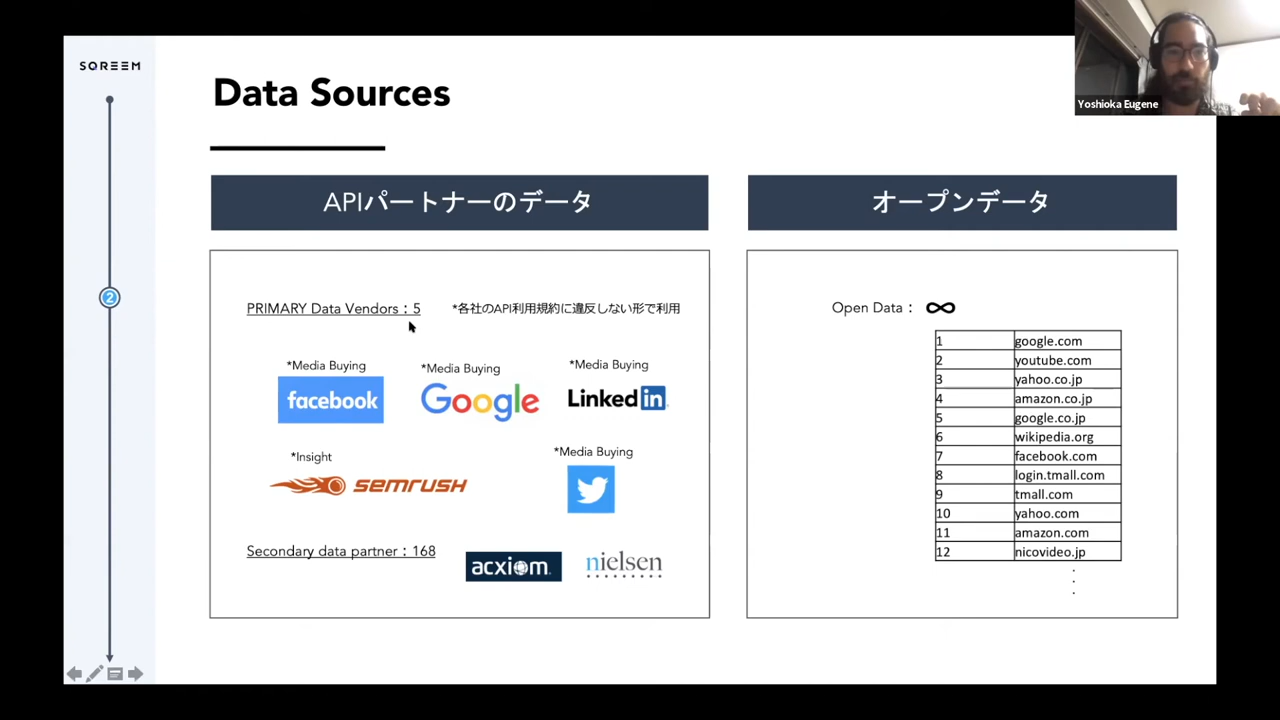 SQREEM
Data Sources
Yoshioka Eugene
2
APIパートナーのデータ
PRIMARY Data Vendors：5
*各社のAPI利用規約に違反しない形で利用
*Media Buying
facebook
*Media Buying
Google
*Media Buying
Linkedin
*Insight
semrush
*Media Buying
Secondary data partner：168
acxiom
nielsen
オープンデータ
Open Data： ∞
1 google.com
2 youtube.com
3 yahoo.co.jp
4 amazon.co.jp
5 google.co.jp
6 wikipedia.org
7 facebook.com
8 login.tmall.com
9 tmall.com
10 yahoo.com
11 amazon.com
12 nicovideo.jp